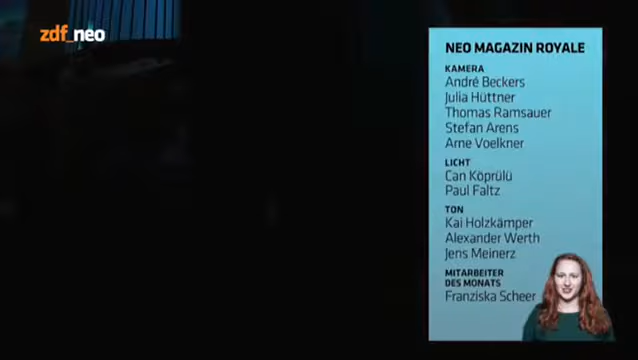 zdf_neo
NEO MAGAZIN ROYALE
KAMERA
André Beckers
Julia Hüttner
Thomas Ramsauer
Stefan Arens
Arne Voelkner
LICHT
Can Köprülü
Paul Faltz
TON
Kai Holzkämper
Alexander Werth
Jens Meinerz
MITARBEITER
DES MONATS
Franziska Scheer